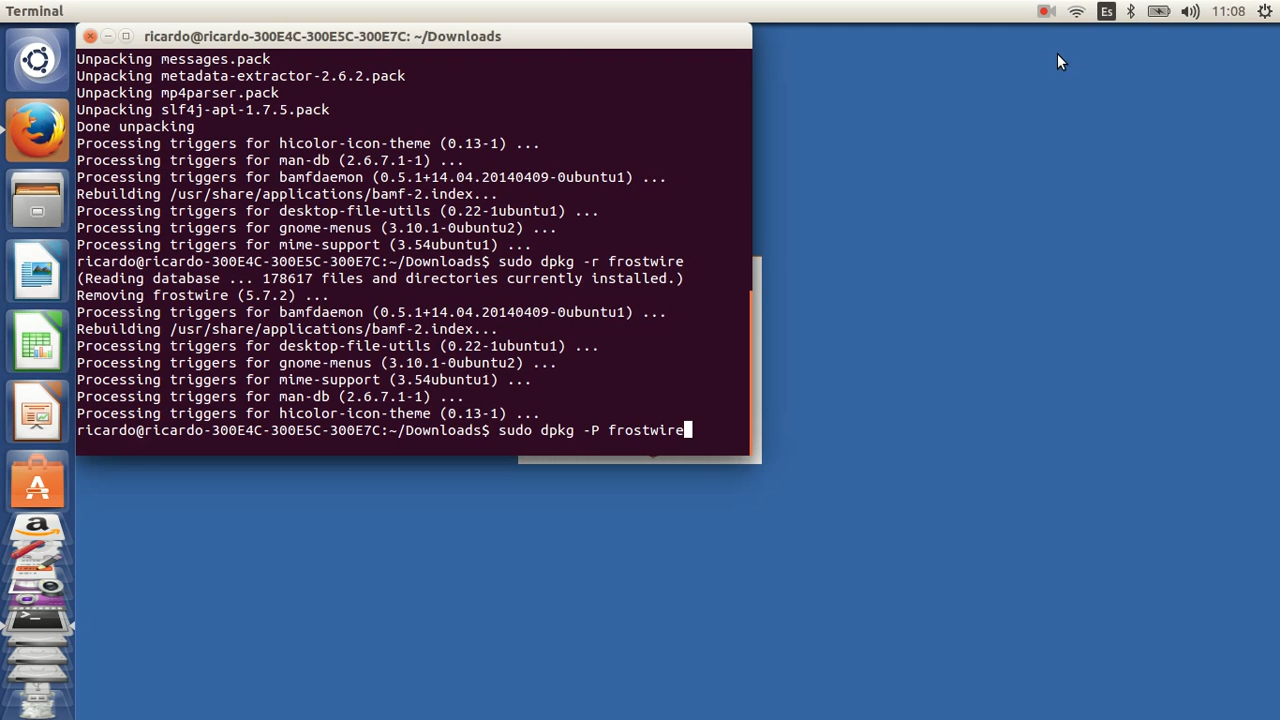 Terminal
Es
11:08
ricardo@ricardo-300E4C-300E5C-300E7C: ~/Downloads
Unpacking messages.pack
Unpacking metadata-extractor-2.6.2.pack
Unpacking mp4parser.pack
Unpacking slf4j-api-1.7.5.pack
Done unpacking
Processing triggers for hicolor-icon-theme (0.13-1) ...
Processing triggers for man-db (2.6.7.1-1) ...
Processing triggers for bamfdaemon (0.5.1+14.04.20140409-0ubuntu1) ...
Rebuilding /usr/share/applications/bamf-2.index...
Processing triggers for desktop-file-utils (0.22-1ubuntu1) ...
Processing triggers for gnome-menus (3.10.1-0ubuntu2) ...
Processing triggers for mime-support (3.54ubuntu1) ...
ricardo@ricardo-300E4C-300E5C-300E7C:~/Downloads$ sudo dpkg -r frostwire
(Reading database ... 178617 files and directories currently installed.)
Removing frostwire (5.7.2) ...
Processing triggers for bamfdaemon (0.5.1+14.04.20140409-0ubuntu1) ...
Rebuilding /usr/share/applications/bamf-2.index...
Processing triggers for desktop-file-utils (0.22-1ubuntu1) ...
Processing triggers for gnome-menus (3.10.1-0ubuntu2) ...
Processing triggers for mime-support (3.54ubuntu1) ...
Processing triggers for man-db (2.6.7.1-1) ...
Processing triggers for hicolor-icon-theme (0.13-1) ...
ricardo@ricardo-300E4C-300E5C-300E7C:~/Downloads$ sudo dpkg -P frostwire